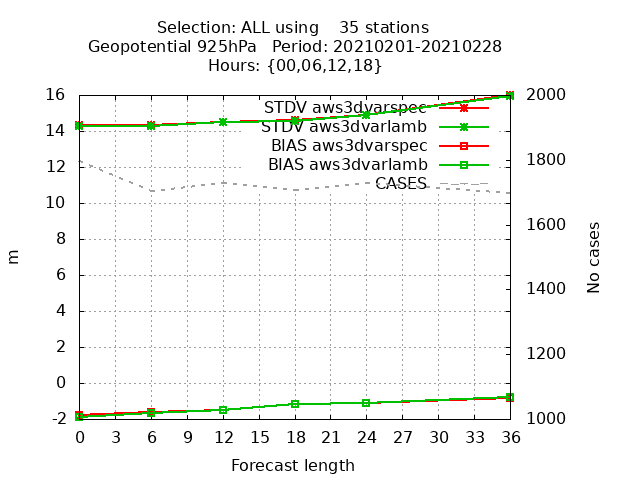 Selection: ALL using    35 stations
Geopotential 925hPa   Period: 20210201-20210228
Hours: {00,06,12,18}
STDV aws3dvarspec
STDV aws3dvarlamb
BIAS aws3dvarspec
BIAS aws3dvarlamb
CASES
16
14
12
10
8
6
4
2
0
-2
m
2000
1800
1600
1400
1200
1000
No cases
0 3 6 9 12 15 18 21 24 27 30 33 36
Forecast length